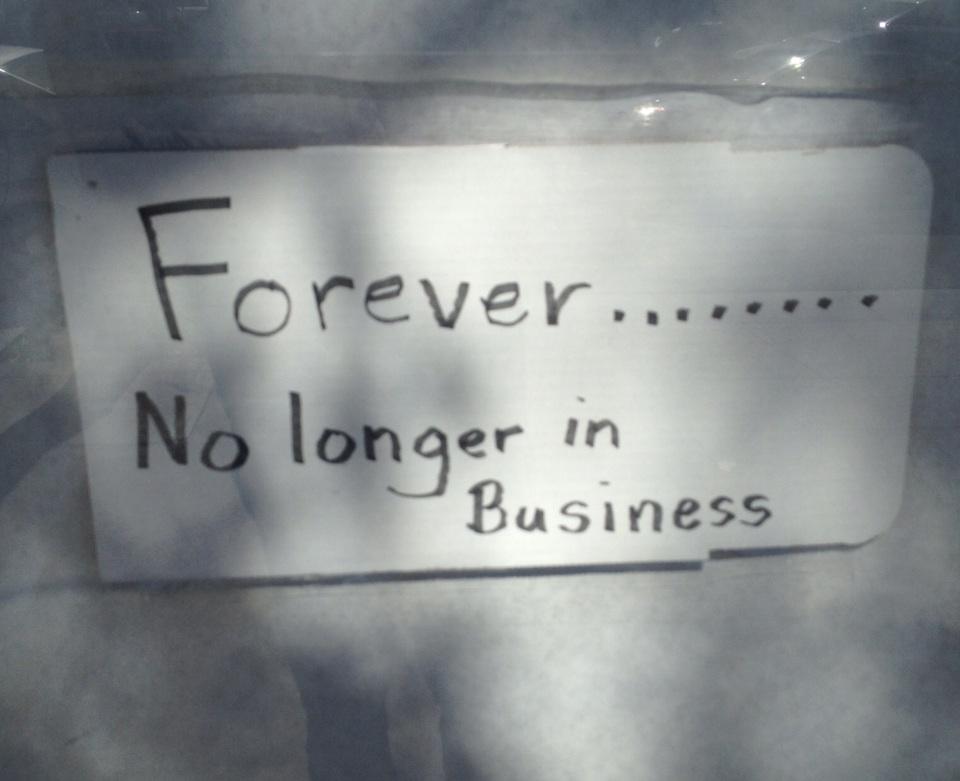 Forever........
No longer in
Business